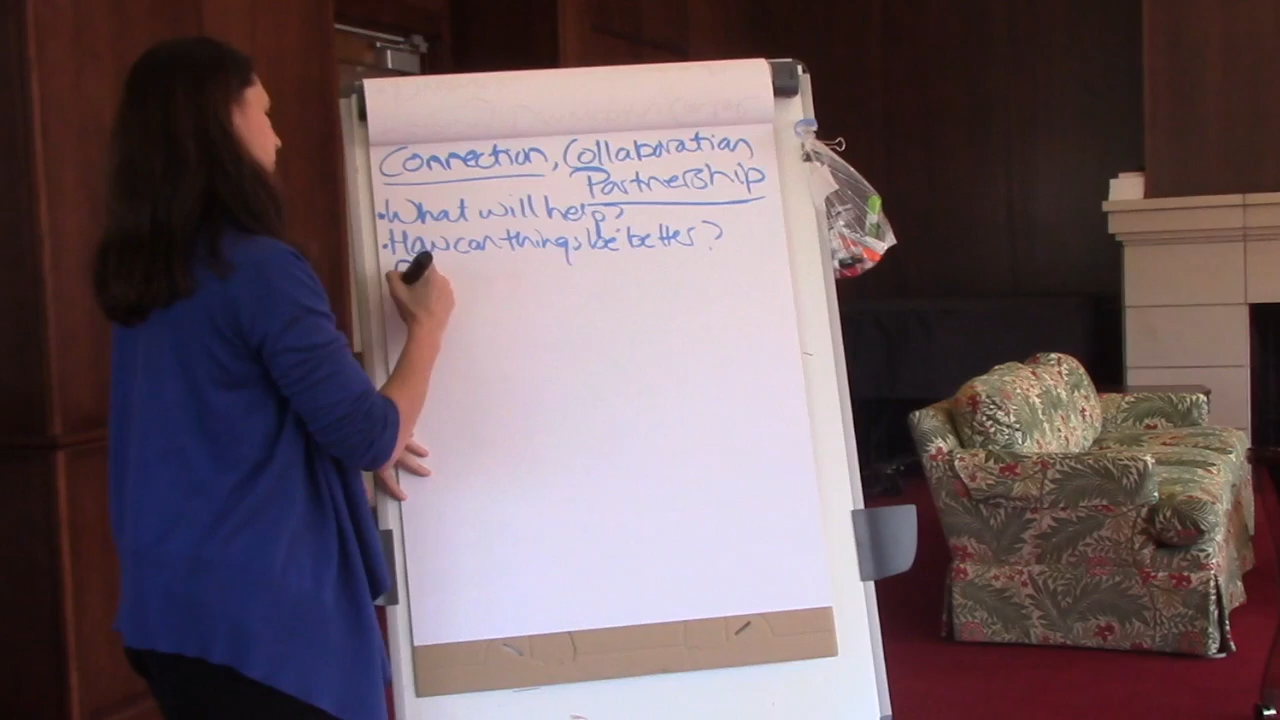 Connection, Collaboration,
Partnership
•What will help?
•How can things be better?